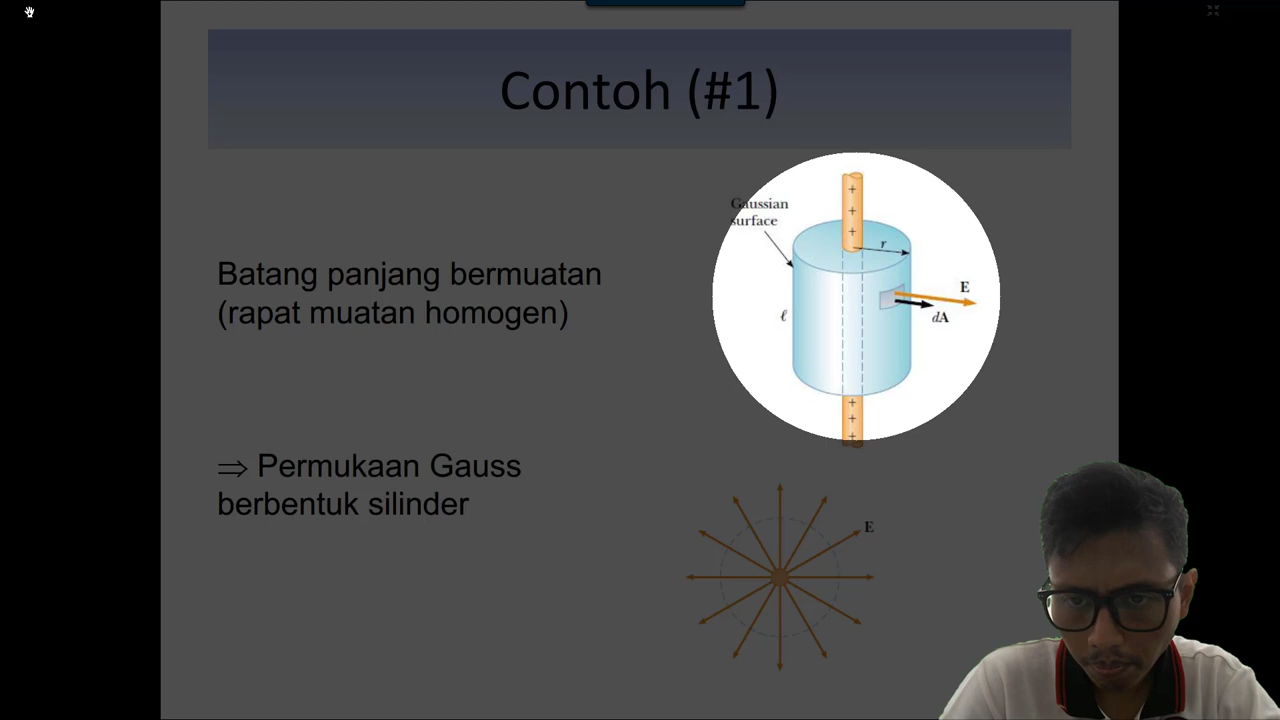 Contoh (#1)
Batang panjang bermuatan
(rapat muatan homogen)
⇒ Permukaan Gauss
berbentuk silinder
Gaussian
surface
+
+
+
r
E
dA
ℓ
+
+
+
E